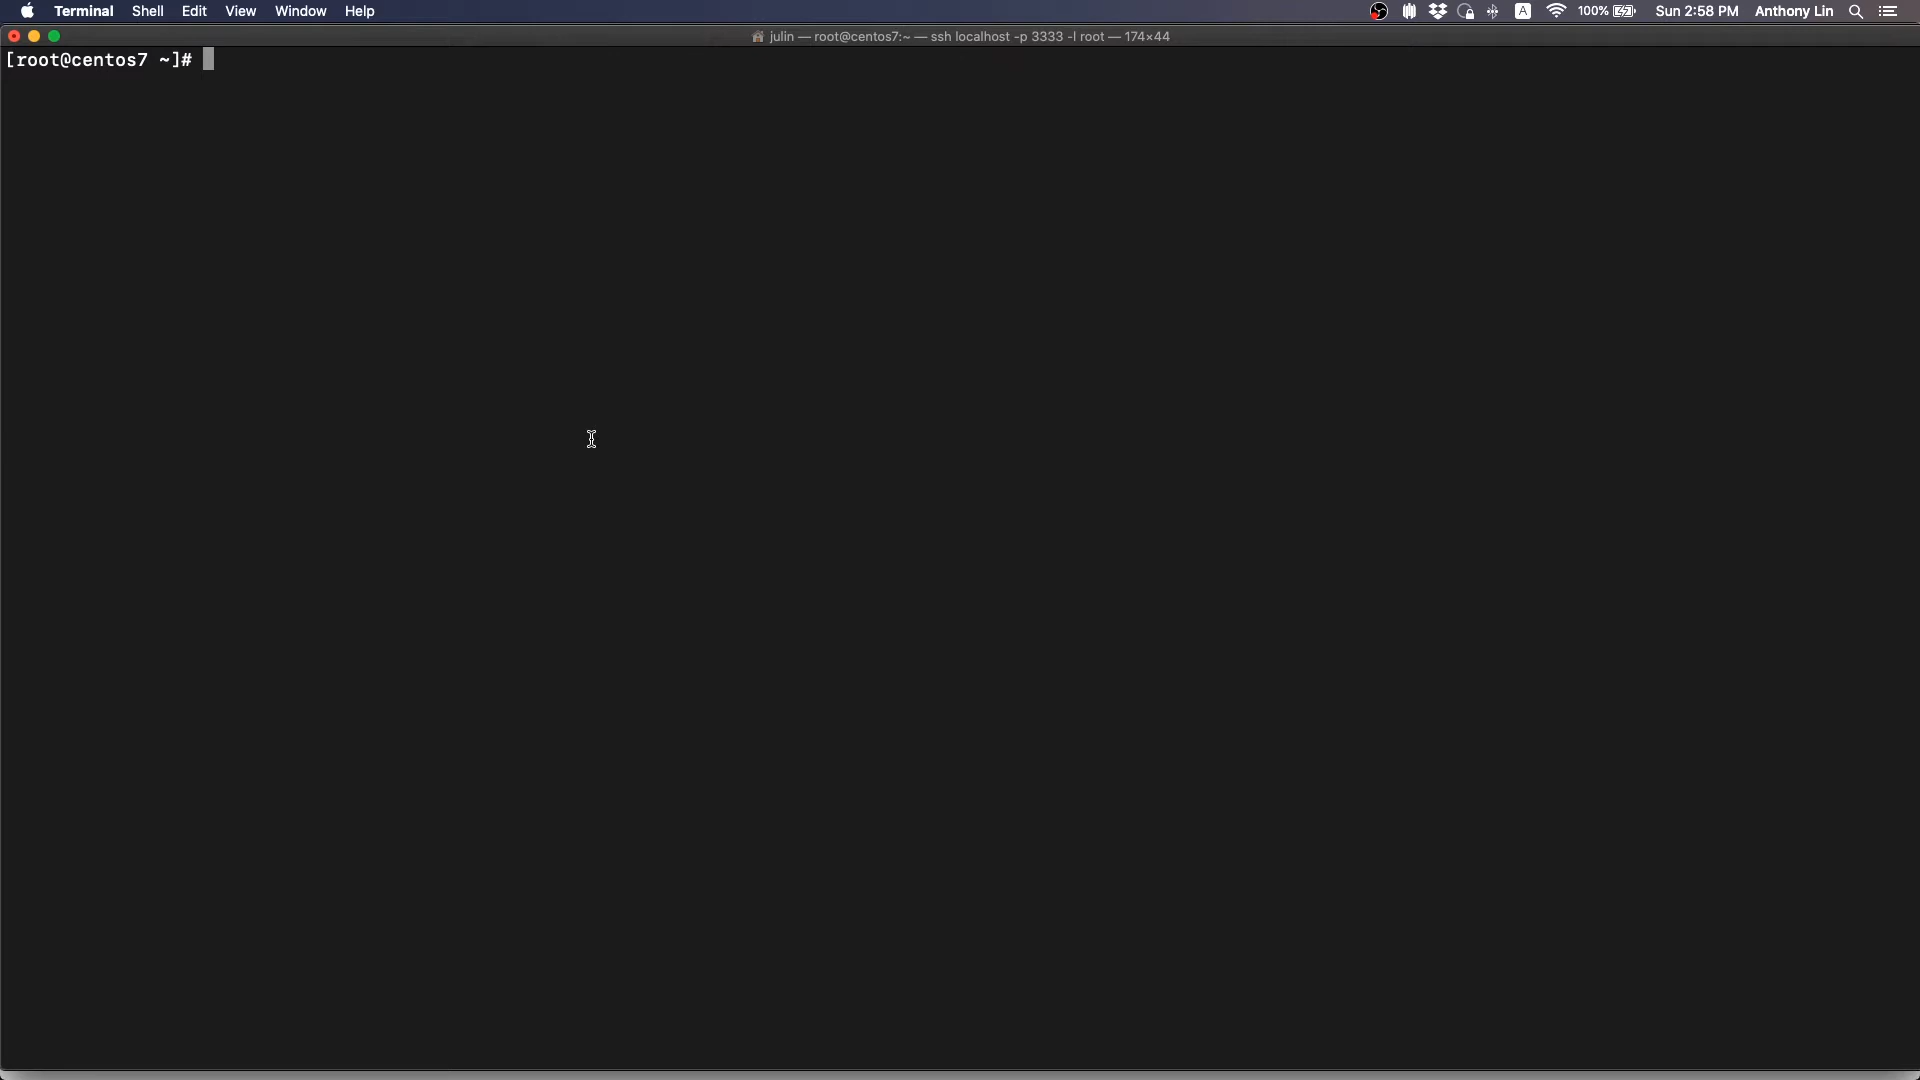 Terminal Shell Edit View Window Help A 100% Sun 2:58 PM Anthony Lin
julin — root@centos7:~ — ssh localhost -p 3333 -l root — 174×44
[root@centos7 ~]#